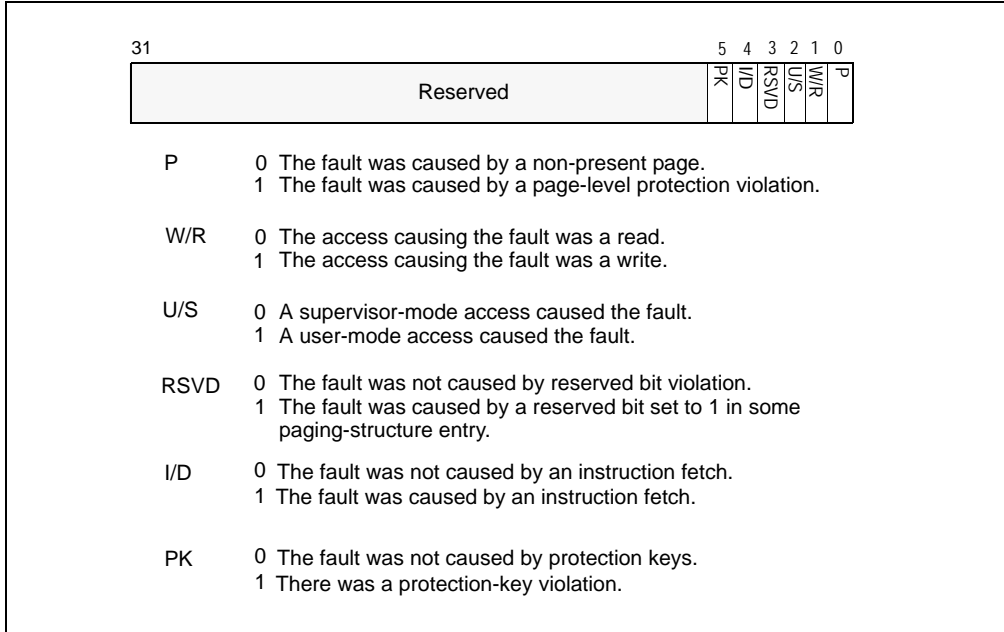 31 5 4 3 2 1 0
Reserved PK I/D RSVD U/S W/R P
P 0 The fault was caused by a non-present page.
1 The fault was caused by a page-level protection violation.
W/R 0 The access causing the fault was a read.
1 The access causing the fault was a write.
U/S 0 A supervisor-mode access caused the fault.
1 A user-mode access caused the fault.
RSVD 0 The fault was not caused by reserved bit violation.
1 The fault was caused by a reserved bit set to 1 in some
paging-structure entry.
I/D 0 The fault was not caused by an instruction fetch.
1 The fault was caused by an instruction fetch.
PK 0 The fault was not caused by protection keys.
1 There was a protection-key violation.